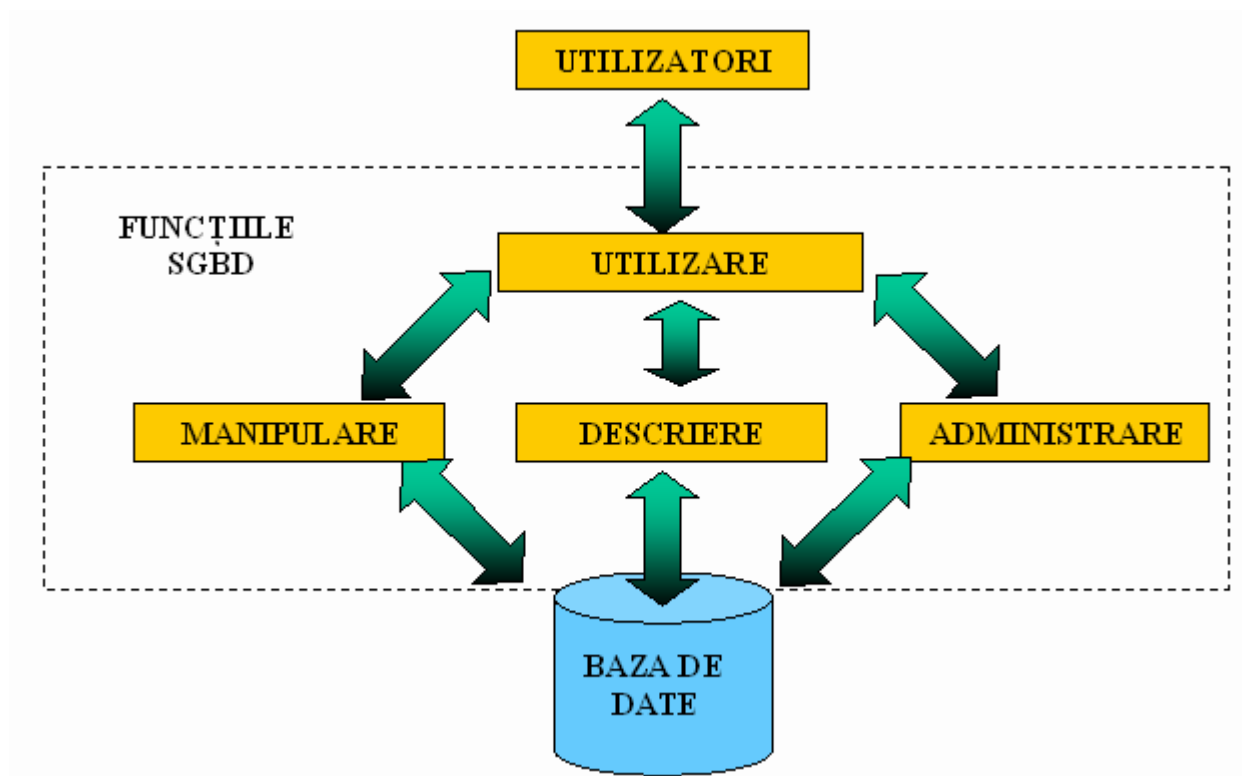 UTILIZATORI
FUNCȚIILE
SGBD
UTILIZARE
MANIPULARE
DESCRIERE
ADMINISTRARE
BAZA DE
DATE